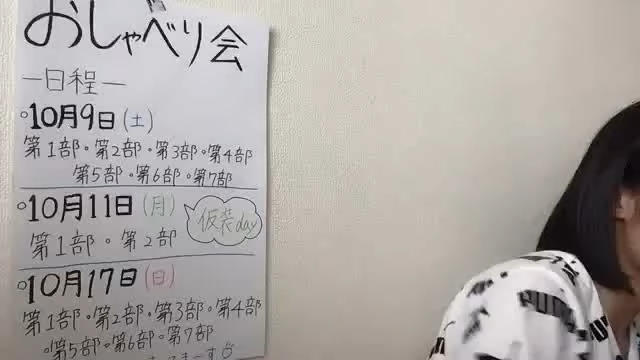 おしゃべり会
ー日程ー
○10月9日(土)
第1部・第2部・第3部・第4部
第5部・第6部・第7部
○10月11日(月)
仮装day
第1部。第2部
○10月17日(日)
第1部・第2部・第3部・第4部
・第5部・第6部・第7部